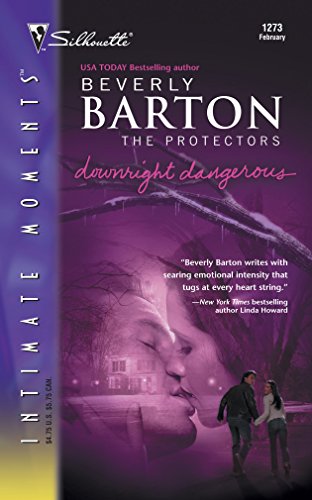 Silhouette®
1273
February
USA TODAY Bestselling author
BEVERLY
BARTON
THE PROTECTORS
downright dangerous
"Beverly Barton writes with
searing emotional intensity that
tugs at every heart string."
—New York Times bestselling
author Linda Howard
INTIMATE MOMENTS™
$4.75 U.S. $5.75 CAN.